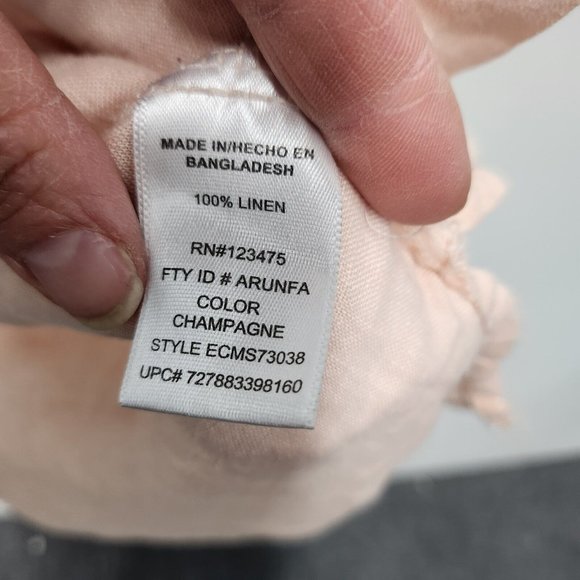 MADE IN/HECHO EN
BANGLADESH
100% LINEN
RN#123475
FTY ID # ARUNFA
COLOR
CHAMPAGNE
STYLE ECMS73038
UPC# 727883398160